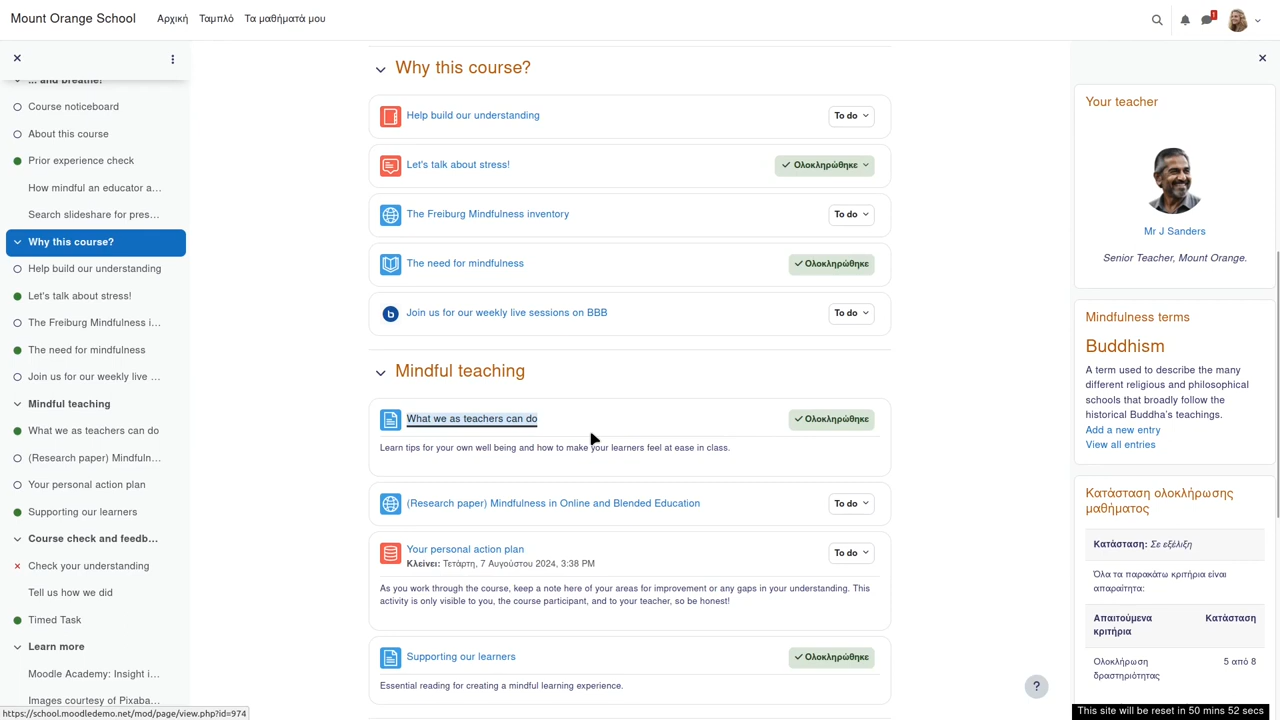 Mount Orange School
Αρχική
Ταμπλό
Τα μαθήματά μου
... and breathe!
Course noticeboard
About this course
Prior experience check
How mindful an educator a...
Search slideshare for pres...
Why this course?
Help build our understanding
Let's talk about stress!
The Freiburg Mindfulness i...
The need for mindfulness
Join us for our weekly live ...
Mindful teaching
What we as teachers can do
(Research paper) Mindfuln...
Your personal action plan
Supporting our learners
Course check and feedb...
Check your understanding
Tell us how we did
Timed Task
Learn more
Moodle Academy: Insight i...
Images courtesy of Pixaba...
https://school.moodledemo.net/mod/page/view.php?id=974
Why this course?
Help build our understanding
To do
Let's talk about stress!
Ολοκληρώθηκε
The Freiburg Mindfulness inventory
To do
The need for mindfulness
Ολοκληρώθηκε
Join us for our weekly live sessions on BBB
To do
Mindful teaching
What we as teachers can do
Ολοκληρώθηκε
Learn tips for your own well being and how to make your learners feel at ease in class.
(Research paper) Mindfulness in Online and Blended Education
To do
Your personal action plan
Κλείνει: Τετάρτη, 7 Αυγούστου 2024, 3:38 PM
To do
As you work through the course, keep a note here of your areas for improvement or any gaps in your understanding. This
activity is only visible to you, the course participant, and to your teacher, so be honest!
Supporting our learners
Ολοκληρώθηκε
Essential reading for creating a mindful learning experience.
Your teacher
Mr J Sanders
Senior Teacher, Mount Orange.
Mindfulness terms
Buddhism
A term used to describe the many
different religious and philosophical
schools that broadly follow the
historical Buddha's teachings.
Add a new entry
View all entries
Κατάσταση ολοκλήρωσης
μαθήματος
Κατάσταση: Σε εξέλιξη
Όλα τα παρακάτω κριτήρια είναι
απαραίτητα:
Απαιτούμενα
κριτήρια
Κατάσταση
Ολοκλήρωση
δραστηριότητας
5 από 8
?
This site will be reset in 50 mins 52 secs